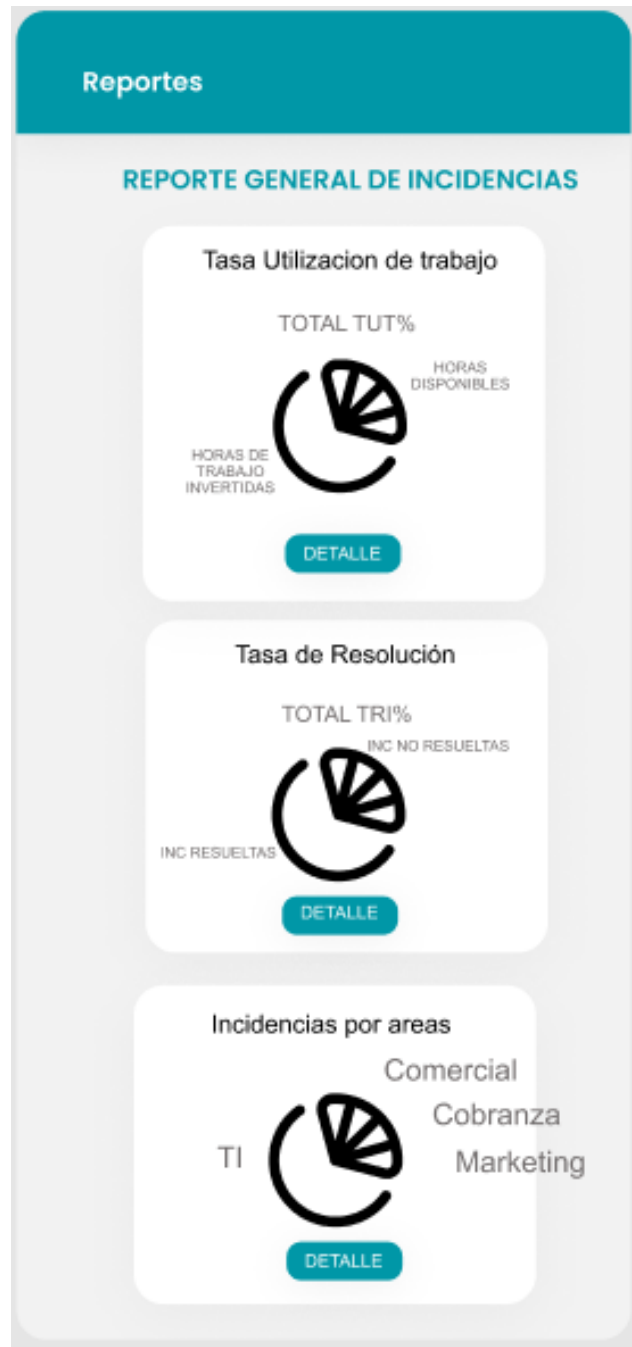 Reportes
REPORTE GENERAL DE INCIDENCIAS
Tasa Utilizacion de trabajo
TOTAL TUT%
HORAS
DISPONIBLES
HORAS DE
TRABAJO
INVERTIDAS
DETALLE
Tasa de Resolución
TOTAL TRI%
INC NO RESUELTAS
INC RESUELTAS
DETALLE
Incidencias por areas
Comercial
Cobranza
TI
Marketing
DETALLE